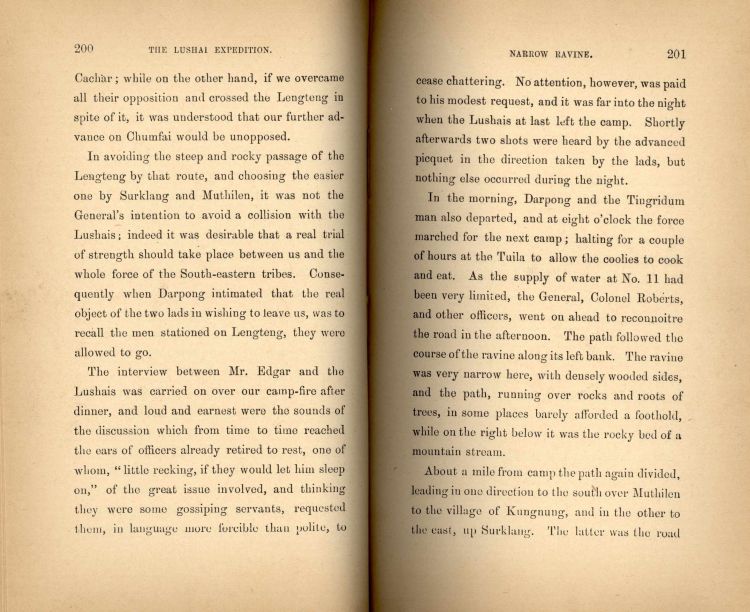 200 THE LUSHAI EXPEDITION.
Cachàr; while on the other hand, if we overcame
all their opposition and crossed the Lengteng in
spite of it, it was understood that our further ad-
vance on Chumfai would be unopposed.
In avoiding the steep and rocky passage of the
Lengteng by that route, and choosing the easier
one by Surklang and Muthilen, it was not the
General's intention to avoid a collision with the
Lushais; indeed it was desirable that a real trial
of strength should take place between us and the
whole force of the South-eastern tribes. Conse-
quently when Darpong intimated that the real
object of the two lads in wishing to leave us, was to
recall the men stationed on Lengteng, they were
allowed to go.
The interview between Mr. Edgar and the
Lushais was carried on over our camp-fire after
dinner, and loud and earnest were the sounds of
the discussion which from time to time reached
the ears of officers already retired to rest, one of
whom, “little recking, if they would let him sleep
on,” of the great issue involved, and thinking
they were some gossiping servants, requested
them, in language more forcible than polite, to
NARROW RAVINE. 201
cease chattering. No attention, however, was paid
to his modest request, and it was far into the night
when the Lushais at last left the camp. Shortly
afterwards two shots were heard by the advanced
picquet in the direction taken by the lads, but
nothing else occurred during the night.
In the morning, Darpong and the Tingridum
man also departed, and at eight o'clock the force
marched for the next camp; halting for a couple
of hours at the Tuila to allow the coolies to cook
and eat. As the supply of water at No. 11 had
been very limited, the General, Colonel Roberts,
and other officers, went on ahead to reconnoitre
the road in the afternoon. The path followed the
course of the ravine along its left bank. The ravine
was very narrow here, with densely wooded sides,
and the path, running over rocks and roots of
trees, in some places barely afforded a foothold,
while on the right below it was the rocky bed of a
mountain stream.
About a mile from camp the path again divided,
leading in one direction to the south over Muthilen
to the village of Kungnung, and in the other to
the east, up Surklang. The latter was the road